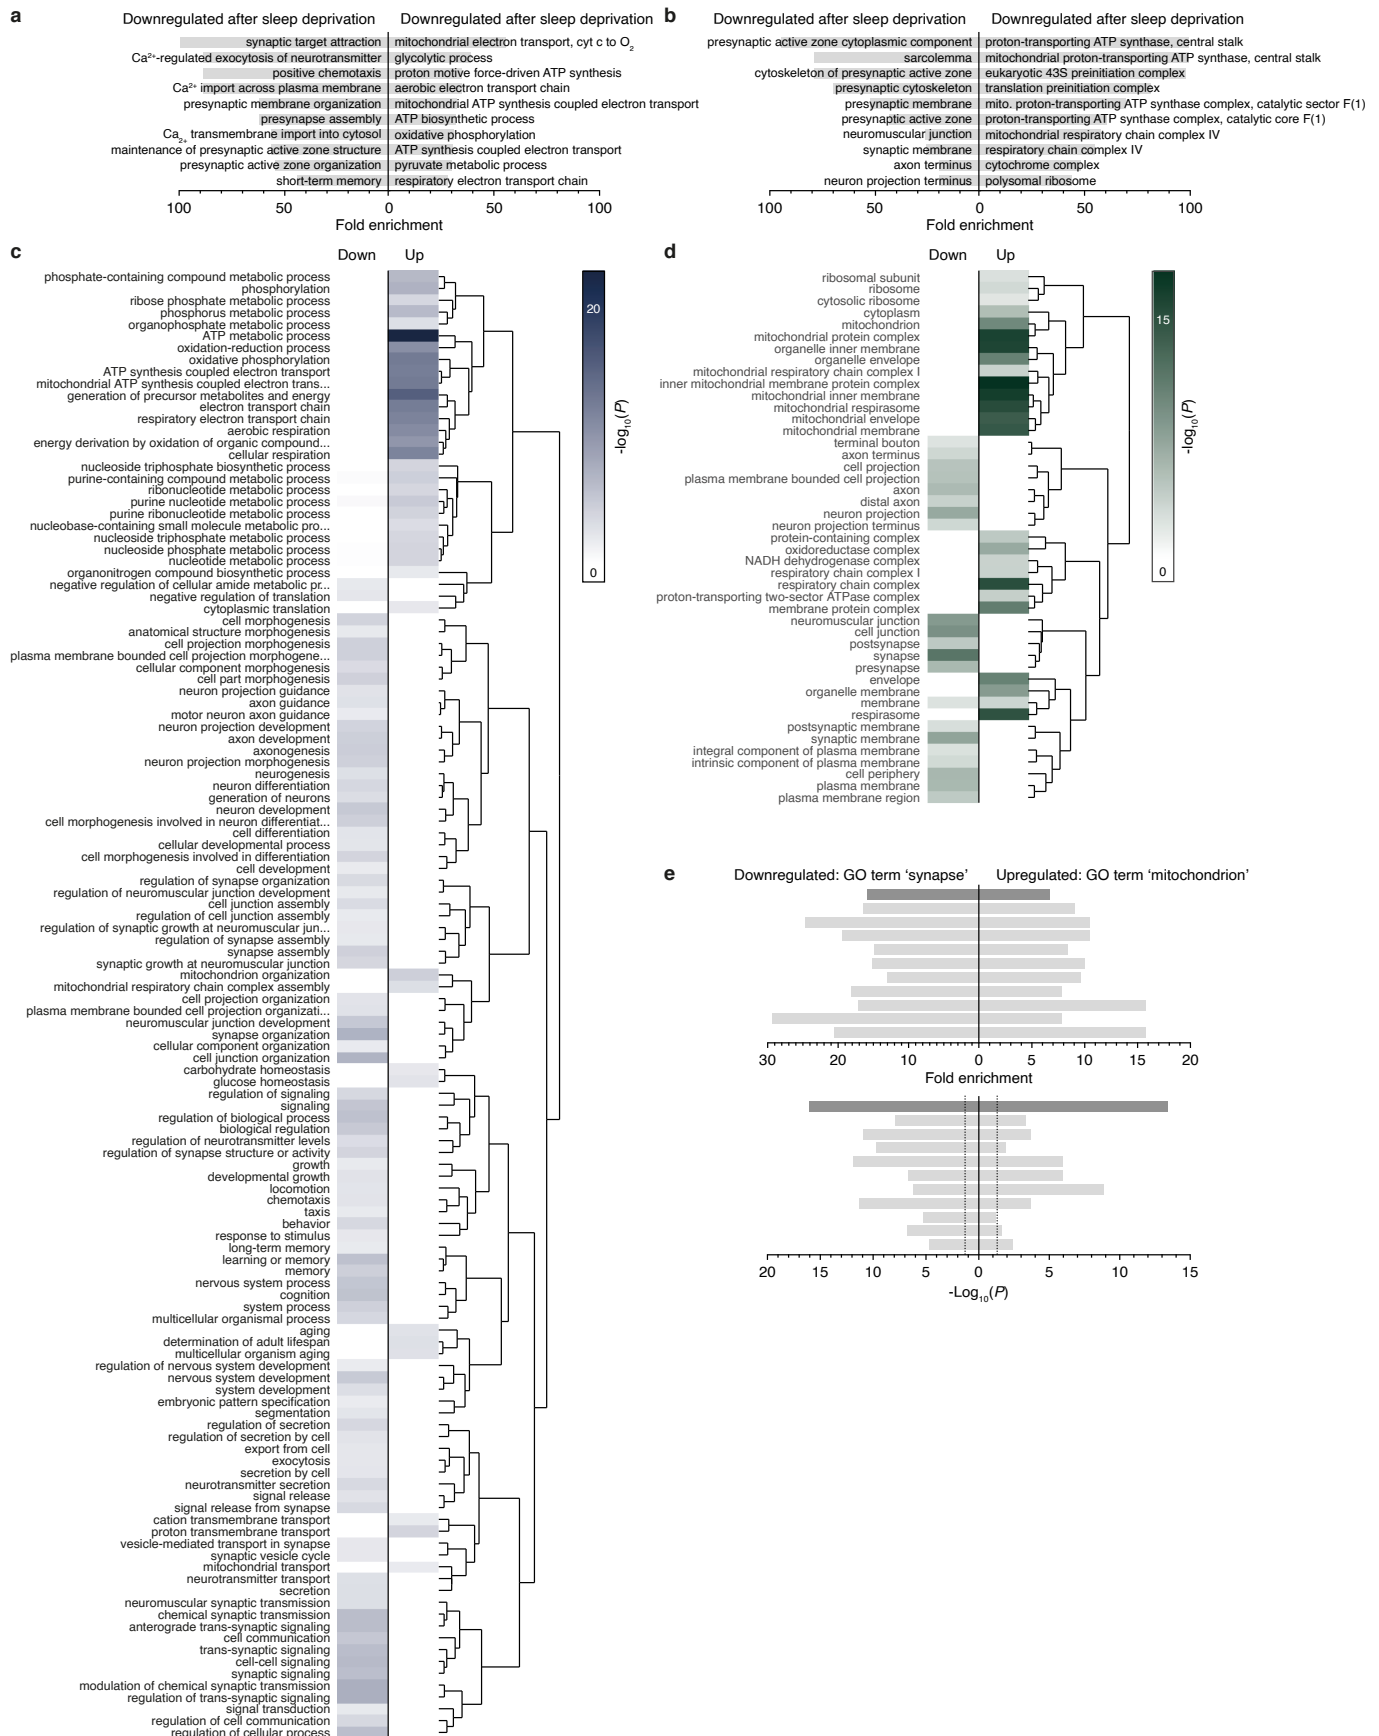 a
Downregulated after sleep deprivation
Downregulated after sleep deprivation
synaptic target attraction
mitochondrial electron transport, cyt c to O2
Ca2+-regulated exocytosis of neurotransmitter
glycolytic process
positive chemotaxis
proton motive force-driven ATP synthesis
Ca2+ import across plasma membrane
aerobic electron transport chain
presynaptic membrane organization
mitochondrial ATP synthesis coupled electron transport
presynapse assembly
ATP biosynthetic process
Ca2+ transmembrane import into cytosol
oxidative phosphorylation
maintenance of presynaptic active zone structure
ATP synthesis coupled electron transport
presynaptic active zone organization
pyruvate metabolic process
short-term memory
respiratory electron transport chain
100 50 0 50 100
Fold enrichment
b
Downregulated after sleep deprivation
Downregulated after sleep deprivation
presynaptic active zone cytoplasmic component
proton-transporting ATP synthase, central stalk
sarcolemma
mitochondrial proton-transporting ATP synthase, central stalk
cytoskeleton of presynaptic active zone
eukaryotic 43S preinitiation complex
presynaptic cytoskeleton
translation preinitiation complex
presynaptic membrane
mito. proton-transporting ATP synthase complex, catalytic sector F(1)
presynaptic active zone
proton-transporting ATP synthase complex, catalytic core F(1)
neuromuscular junction
mitochondrial respiratory chain complex IV
synaptic membrane
respiratory chain complex IV
axon terminus
cytochrome complex
neuron projection terminus
polysomal ribosome
100 50 0 50 100
Fold enrichment
c
Down Up
phosphate-containing compound metabolic process
phosphorylation
ribose phosphate metabolic process
phosphorus metabolic process
organophosphate metabolic process
ATP metabolic process
oxidation-reduction process
oxidative phosphorylation
ATP synthesis coupled electron transport
mitochondrial ATP synthesis coupled electron trans...
generation of precursor metabolites and energy
electron transport chain
respiratory electron transport chain
aerobic respiration
energy derivation by oxidation of organic compound...
cellular respiration
nucleoside triphosphate biosynthetic process
purine-containing compound metabolic process
ribonucleotide metabolic process
purine nucleotide metabolic process
purine ribonucleotide metabolic process
nucleobase-containing small molecule metabolic pro...
nucleoside triphosphate metabolic process
nucleoside phosphate metabolic process
nucleotide metabolic process
organonitrogen compound biosynthetic process
negative regulation of cellular amide metabolic pr...
negative regulation of translation
cytoplasmic translation
cell morphogenesis
anatomical structure morphogenesis
cell projection morphogenesis
plasma membrane bounded cell projection morphogene...
cellular component morphogenesis
cell part morphogenesis
neuron projection guidance
axon guidance
motor neuron axon guidance
neuron projection development
axon development
axonogenesis
neuron projection morphogenesis
neurogenesis
neuron differentiation
generation of neurons
neuron development
cell morphogenesis involved in neuron differentiat...
cell differentiation
cellular developmental process
cell morphogenesis involved in differentiation
cell development
regulation of synapse organization
regulation of neuromuscular junction development
cell junction assembly
regulation of cell junction assembly
regulation of synaptic growth at neuromuscular jun...
regulation of synapse assembly
synapse assembly
synaptic growth at neuromuscular junction
mitochondrion organization
mitochondrial respiratory chain complex assembly
cell projection organization
plasma membrane bounded cell projection organizati...
neuromuscular junction development
synapse organization
cellular component organization
cell junction organization
carbohydrate homeostasis
glucose homeostasis
regulation of signaling
signaling
regulation of biological process
biological regulation
regulation of neurotransmitter levels
regulation of synapse structure or activity
growth
developmental growth
locomotion
chemotaxis
taxis
behavior
response to stimulus
long-term memory
learning or memory
memory
nervous system process
cognition
system process
multicellular organismal process
aging
determination of adult lifespan
multicellular organism aging
regulation of nervous system development
nervous system development
system development
embryonic pattern specification
segmentation
regulation of secretion
regulation of secretion by cell
export from cell
exocytosis
secretion by cell
neurotransmitter secretion
signal release
signal release from synapse
cation transmembrane transport
proton transmembrane transport
vesicle-mediated transport in synapse
synaptic vesicle cycle
mitochondrial transport
neurotransmitter transport
secretion
neuromuscular synaptic transmission
chemical synaptic transmission
anterograde trans-synaptic signaling
cell communication
trans-synaptic signaling
cell-cell signaling
synaptic signaling
modulation of chemical synaptic transmission
regulation of trans-synaptic signaling
signal transduction
regulation of cell communication
regulation of cellular process
20
0
-log10(P)
d
Down Up
ribosomal subunit
ribosome
cytosolic ribosome
cytoplasm
mitochondrion
mitochondrial protein complex
organelle inner membrane
organelle envelope
mitochondrial respiratory chain complex I
inner mitochondrial membrane protein complex
mitochondrial inner membrane
mitochondrial respirasome
mitochondrial envelope
mitochondrial membrane
terminal bouton
axon terminus
cell projection
plasma membrane bounded cell projection
axon
distal axon
neuron projection
neuron projection terminus
protein-containing complex
oxidoreductase complex
NADH dehydrogenase complex
respiratory chain complex I
respiratory chain complex
proton-transporting two-sector ATPase complex
membrane protein complex
neuromuscular junction
cell junction
postsynapse
synapse
presynapse
envelope
organelle membrane
membrane
respirasome
postsynaptic membrane
synaptic membrane
integral component of plasma membrane
intrinsic component of plasma membrane
cell periphery
plasma membrane
plasma membrane region
15
0
-log10(P)
e
Downregulated: GO term ‘synapse’
Upregulated: GO term ‘mitochondrion’
30 20 10 0 5 10 15 20
Fold enrichment
20 15 10 5 0 5 10 15
-Log10(P)